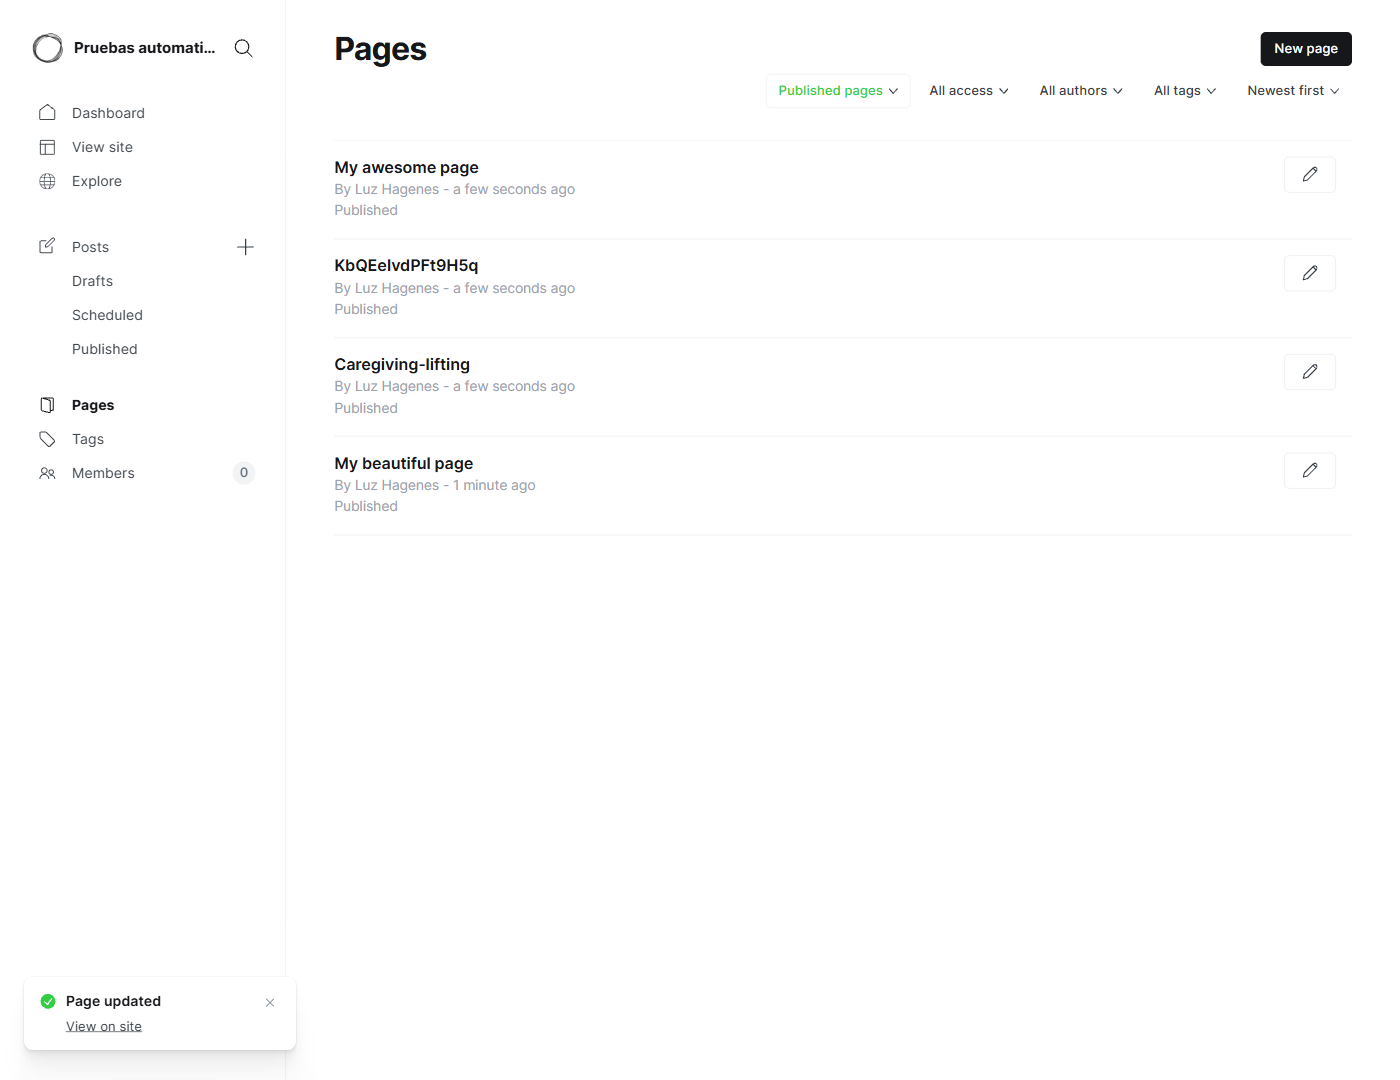 Pruebas automati...
Dashboard
View site
Explore
Posts
Drafts
Scheduled
Published
Pages
Tags
Members
0
Pages
New page
Published pages
All access
All authors
All tags
Newest first
My awesome page
By Luz Hagenes - a few seconds ago
Published
KbQEelvdPFt9H5q
By Luz Hagenes - a few seconds ago
Published
Caregiving-lifting
By Luz Hagenes - a few seconds ago
Published
My beautiful page
By Luz Hagenes - 1 minute ago
Published
Page updated
View on site